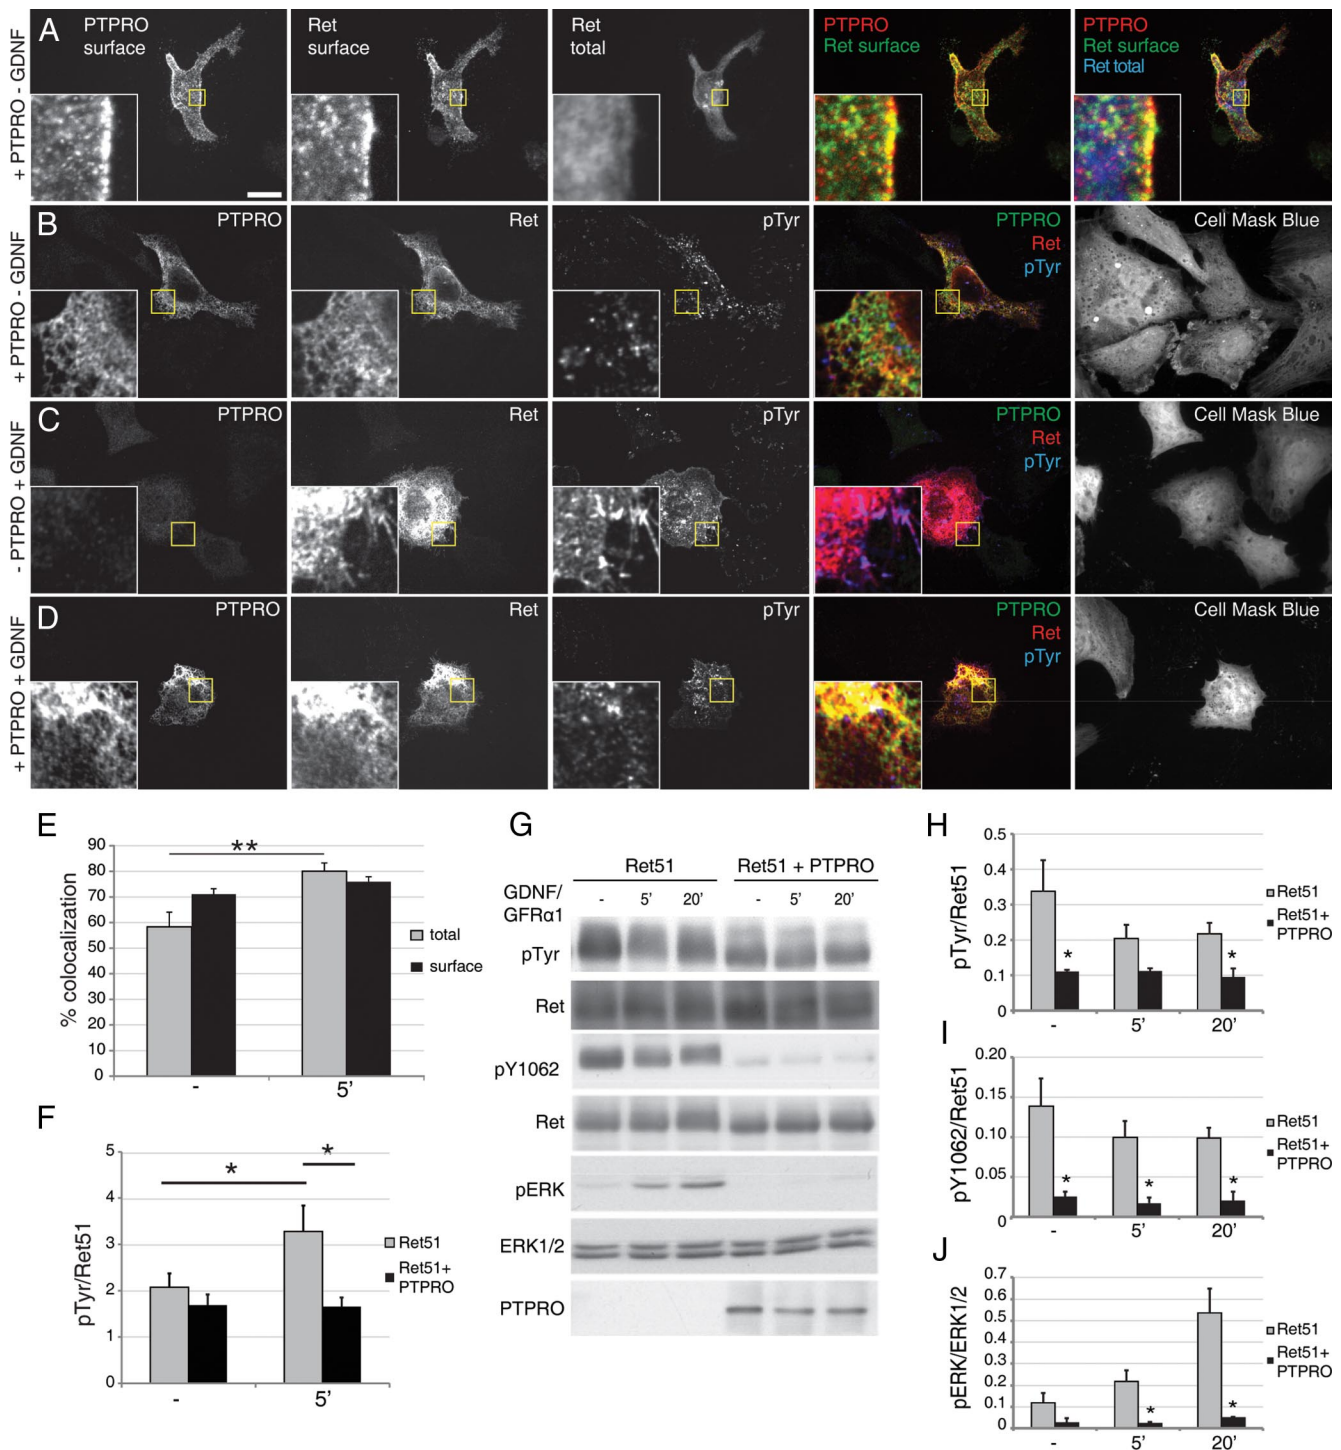 A
+ PTPRO - GDNF
PTPRO
surface
Ret
surface
Ret
total
PTPRO
Ret surface
PTPRO
Ret surface
Ret total
B
+ PTPRO - GDNF
PTPRO
Ret
pTyr
PTPRO
Ret
pTyr
Cell Mask Blue
C
- PTPRO + GDNF
PTPRO
Ret
pTyr
PTPRO
Ret
pTyr
Cell Mask Blue
D
+ PTPRO + GDNF
PTPRO
Ret
pTyr
PTPRO
Ret
pTyr
Cell Mask Blue
E
% colocalization
90
80
70
60
50
40
30
20
10
0
**
- 5’
total
surface
F
pTyr/Ret51
5
4
3
2
1
0
* *
- 5’
Ret51
Ret51+
PTPRO
G
Ret51 Ret51 + PTPRO
GDNF/
GFRα1
- 5’ 20’ - 5’ 20’
pTyr
Ret
pY1062
Ret
pERK
ERK1/2
PTPRO
H
pTyr/Ret51
0.5
0.4
0.3
0.2
0.1
0
* *
- 5’ 20’
Ret51
Ret51+
PTPRO
I
pY1062/Ret51
0.20
0.15
0.10
0.05
0
* * *
- 5’ 20’
Ret51
Ret51+
PTPRO
J
pERK/ERK1/2
0.7
0.6
0.5
0.4
0.3
0.2
0.1
0
* *
- 5’ 20’
Ret51
Ret51+
PTPRO